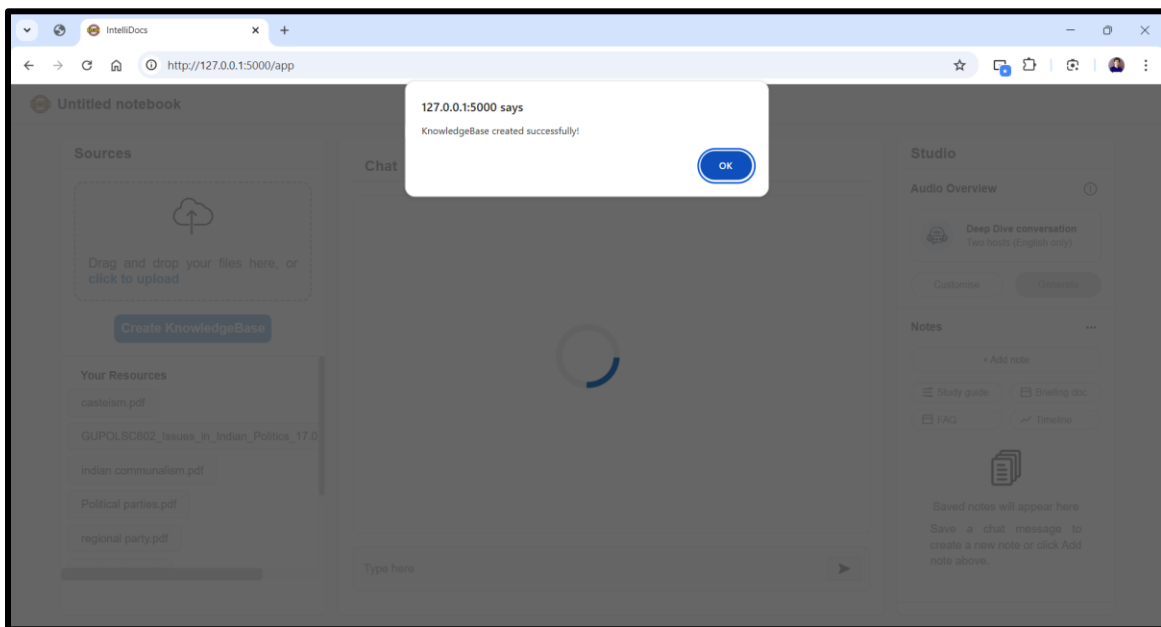 IntelliDocs
http://127.0.0.1:5000/app
Untitled notebook
127.0.0.1:5000 says
KnowledgeBase created successfully!
OK
Sources
Drag and drop your files here, or
click to upload
Create KnowledgeBase
Your Resources
casteism.pdf
GUPOLSC602_Issues_in_Indian_Politics_17.0
indian communalism.pdf
Political parties.pdf
regional party.pdf
Chat
Type here
Studio
Audio Overview
Deep Dive conversation
Two hosts (English only)
Customise
Generate
Notes
+ Add note
Study guide
Briefing doc
FAQ
Timeline
Saved notes will appear here
Save a chat message to
create a new note or click Add
note above.